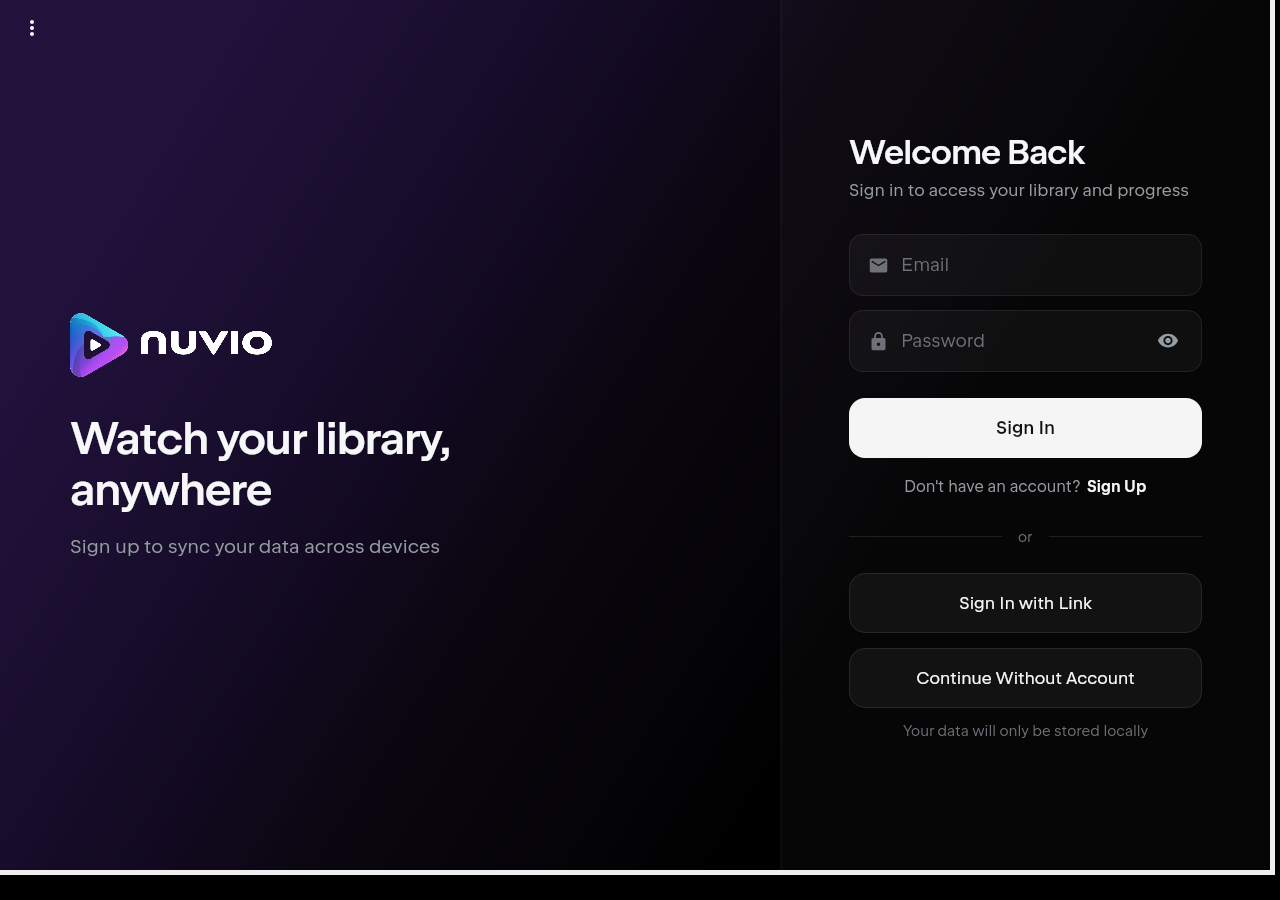 nuvio
Watch your library,
anywhere
Sign up to sync your data across devices
Welcome Back
Sign in to access your library and progress
Email
Password
Sign In
Don't have an account? Sign Up
or
Sign In with Link
Continue Without Account
Your data will only be stored locally